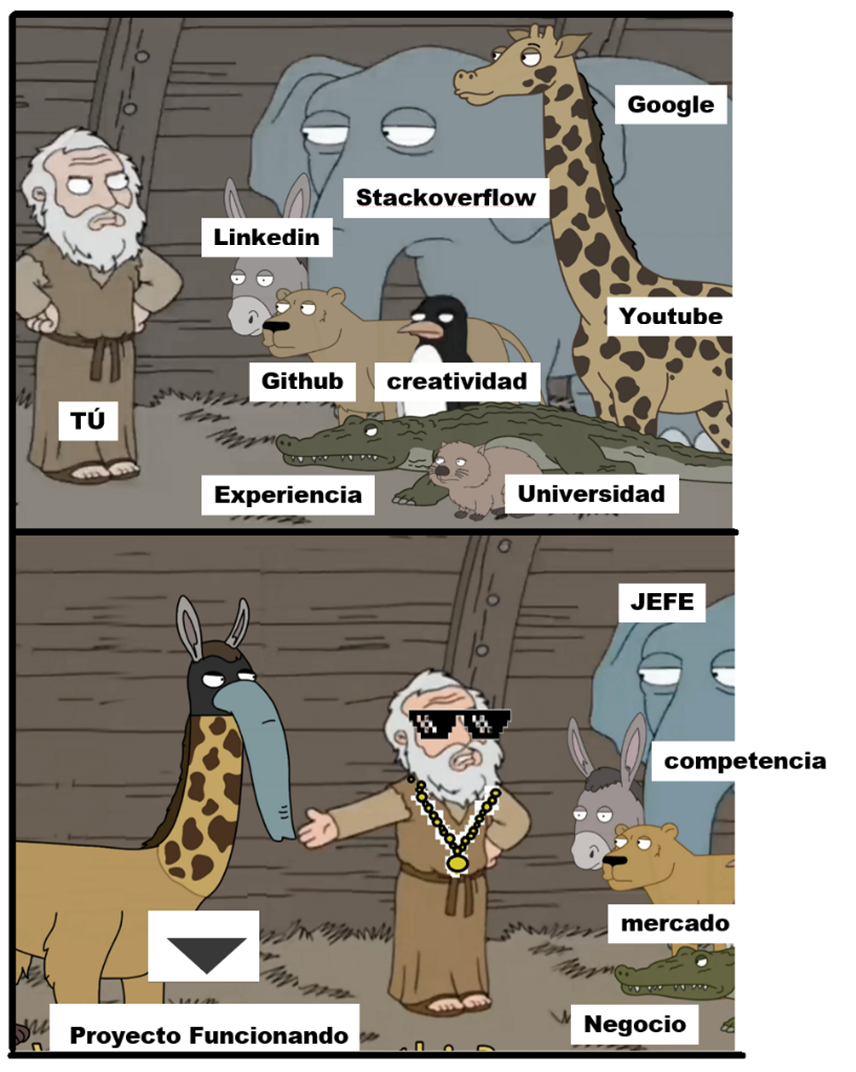 Google
Stackoverflow
Linkedin
Youtube
Github
creatividad
TÚ
Experiencia
Universidad
JEFE
competencia
mercado
Negocio
Proyecto Funcionando